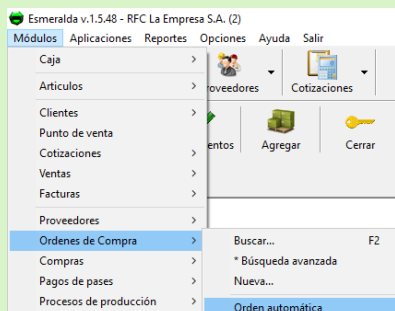 Esmeralda v.1.5.48 - RFC La Empresa S.A. (2)
Módulos Aplicaciones Reportes Opciones Ayuda Salir
Caja
Articulos
Clientes
Punto de venta
Cotizaciones
Ventas
Facturas
Proveedores
Ordenes de Compra
Compras
Pagos de pases
Procesos de producción
roveedores
Cotizaciones
entos
Agregar
Cerrar
Buscar... F2
* Búsqueda avanzada
Nueva...
Orden automática